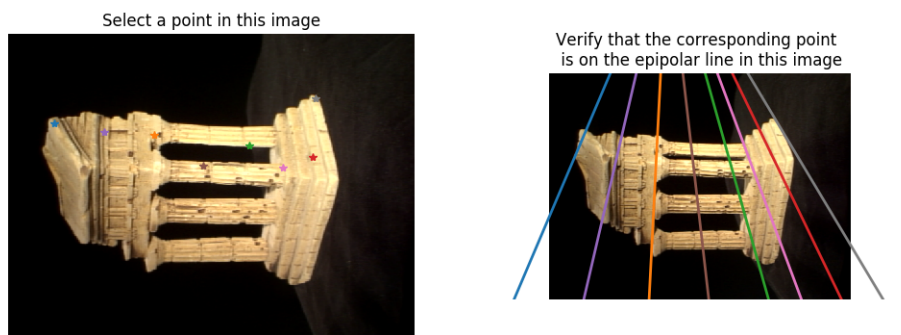 Select a point in this image
Verify that the corresponding point
is on the epipolar line in this image